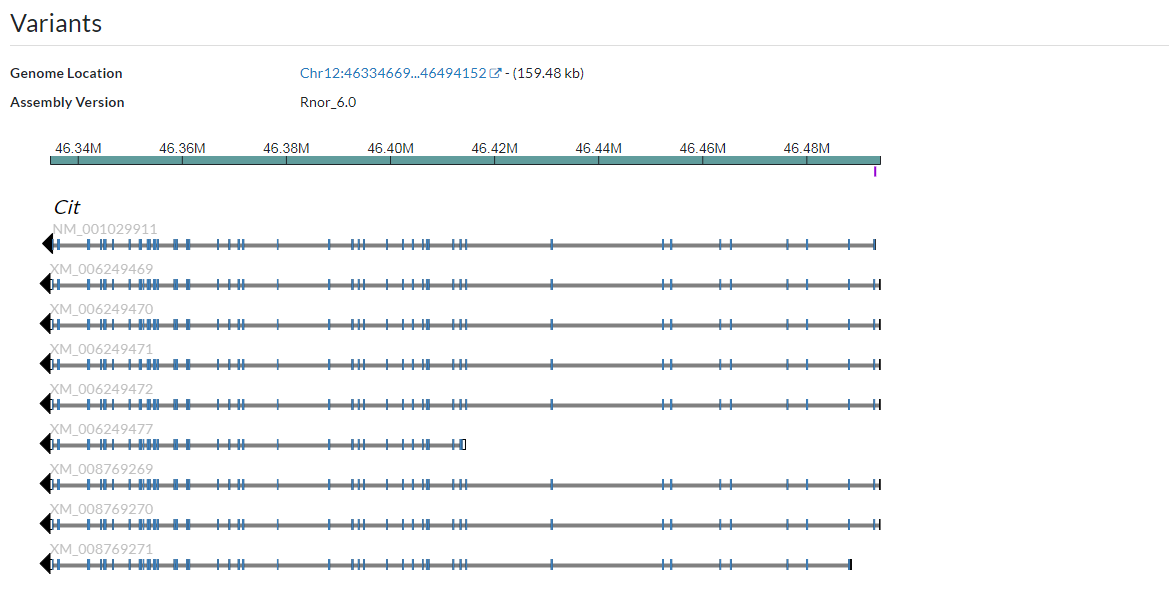 Variants
Genome Location Chr12:46334669...46494152 - (159.48 kb)
Assembly Version Rnor_6.0
46.34M 46.36M 46.38M 46.40M 46.42M 46.44M 46.46M 46.48M
Cit
NM_001029911
XM_006249469
XM_006249470
XM_006249471
XM_006249472
XM_006249477
XM_008769269
XM_008769270
XM_008769271